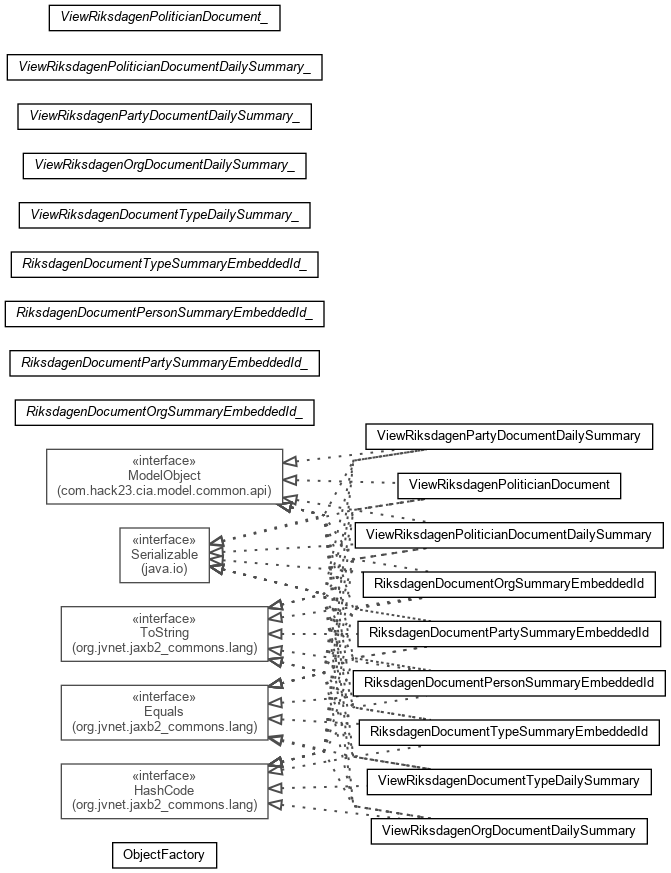 ViewRiksdagenPoliticianDocument_
ViewRiksdagenPoliticianDocumentDailySummary_
ViewRiksdagenPartyDocumentDailySummary_
ViewRiksdagenOrgDocumentDailySummary_
ViewRiksdagenDocumentTypeDailySummary_
RiksdagenDocumentTypeSummaryEmbeddedId_
RiksdagenDocumentPersonSummaryEmbeddedId_
RiksdagenDocumentPartySummaryEmbeddedId_
RiksdagenDocumentOrgSummaryEmbeddedId_
«interface»
ModelObject
(com.hack23.cia.model.common.api)
«interface»
Serializable
(java.io)
«interface»
ToString
(org.jvnet.jaxb2_commons.lang)
«interface»
Equals
(org.jvnet.jaxb2_commons.lang)
«interface»
HashCode
(org.jvnet.jaxb2_commons.lang)
ObjectFactory
ViewRiksdagenPartyDocumentDailySummary
ViewRiksdagenPoliticianDocument
ViewRiksdagenPoliticianDocumentDailySummary
RiksdagenDocumentOrgSummaryEmbeddedId
RiksdagenDocumentPartySummaryEmbeddedId
RiksdagenDocumentPersonSummaryEmbeddedId
RiksdagenDocumentTypeSummaryEmbeddedId
ViewRiksdagenDocumentTypeDailySummary
ViewRiksdagenOrgDocumentDailySummary